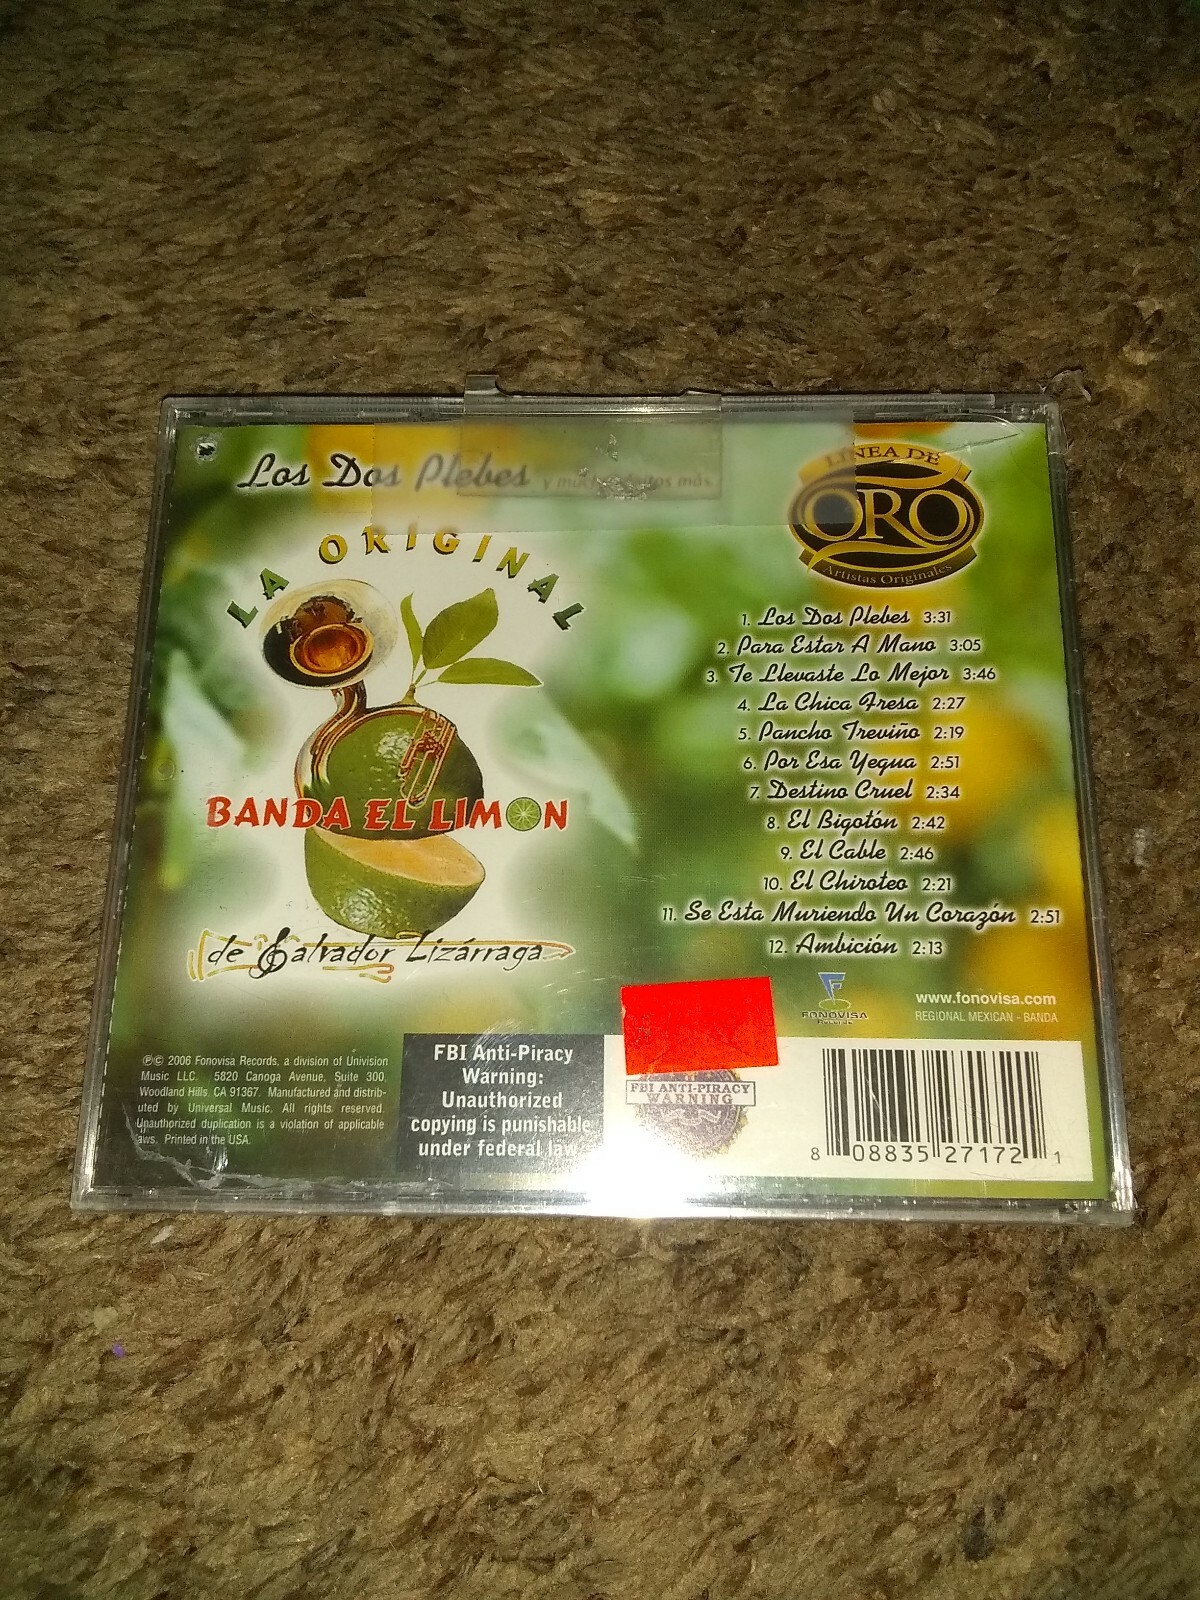 Los Dos Plebes y muchos éxitos más.
LÍNEA DE
ORO
Artistas Originales
LA ORIGINAL
BANDA EL LIMÓN
de Salvador Lizárraga
1. Los Dos Plebes 3:31
2. Para Estar A Mano 3:05
3. Te Llevaste Lo Mejor 3:46
4. La Chica Fresa 2:27
5. Pancho Treviño 2:19
6. Por Esa Yegua 2:51
7. Destino Cruel 2:34
8. El Bigotón 2:42
9. El Cable 2:46
10. El Chiroteo 2:21
11. Se Esta Muriendo Un Corazón 2:51
12. Ambición 2:13
FONOVISA
Records
www.fonovisa.com
REGIONAL MEXICAN - BANDA
℗© 2006 Fonovisa Records, a division of Univision
Music LLC. 5820 Canoga Avenue, Suite 300,
Woodland Hills, CA 91367. Manufactured and distrib-
uted by Universal Music. All rights reserved.
Unauthorized duplication is a violation of applicable
laws. Printed in the USA.
FBI Anti-Piracy
Warning:
Unauthorized
copying is punishable
under federal law
FBI ANTI-PIRACY
WARNING
8 08835 27172 1